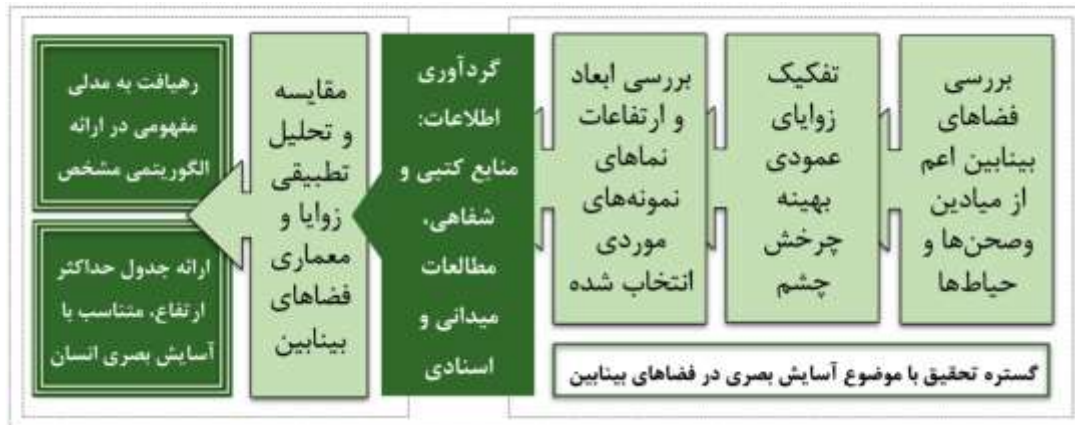 بررسی
فضاهای
بینابین اعم
از میادین
وصحن‌ها و
حیاط‌ها
تفکیک
زوایای
عمودی
بهینه
چرخش
چشم
بررسی ابعاد
و ارتفاعات
نماهای
نمونه‌های
موردی
انتخاب شده
گستره تحقیق با موضوع آسایش بصری در فضاهای بینابین
گردآوری
اطلاعات:
منابع کتبی و
شفاهی،
مطالعات
میدانی و
اسنادی
مقایسه
و تحلیل
تطبیقی
زوایا و
معماری
فضاهای
بینابین
رهیافت به مدلی
مفهومی در ارائه
الگوریتمی مشخص
ارائه جدول حداکثر
ارتفاع، متناسب با
آسایش بصری انسان